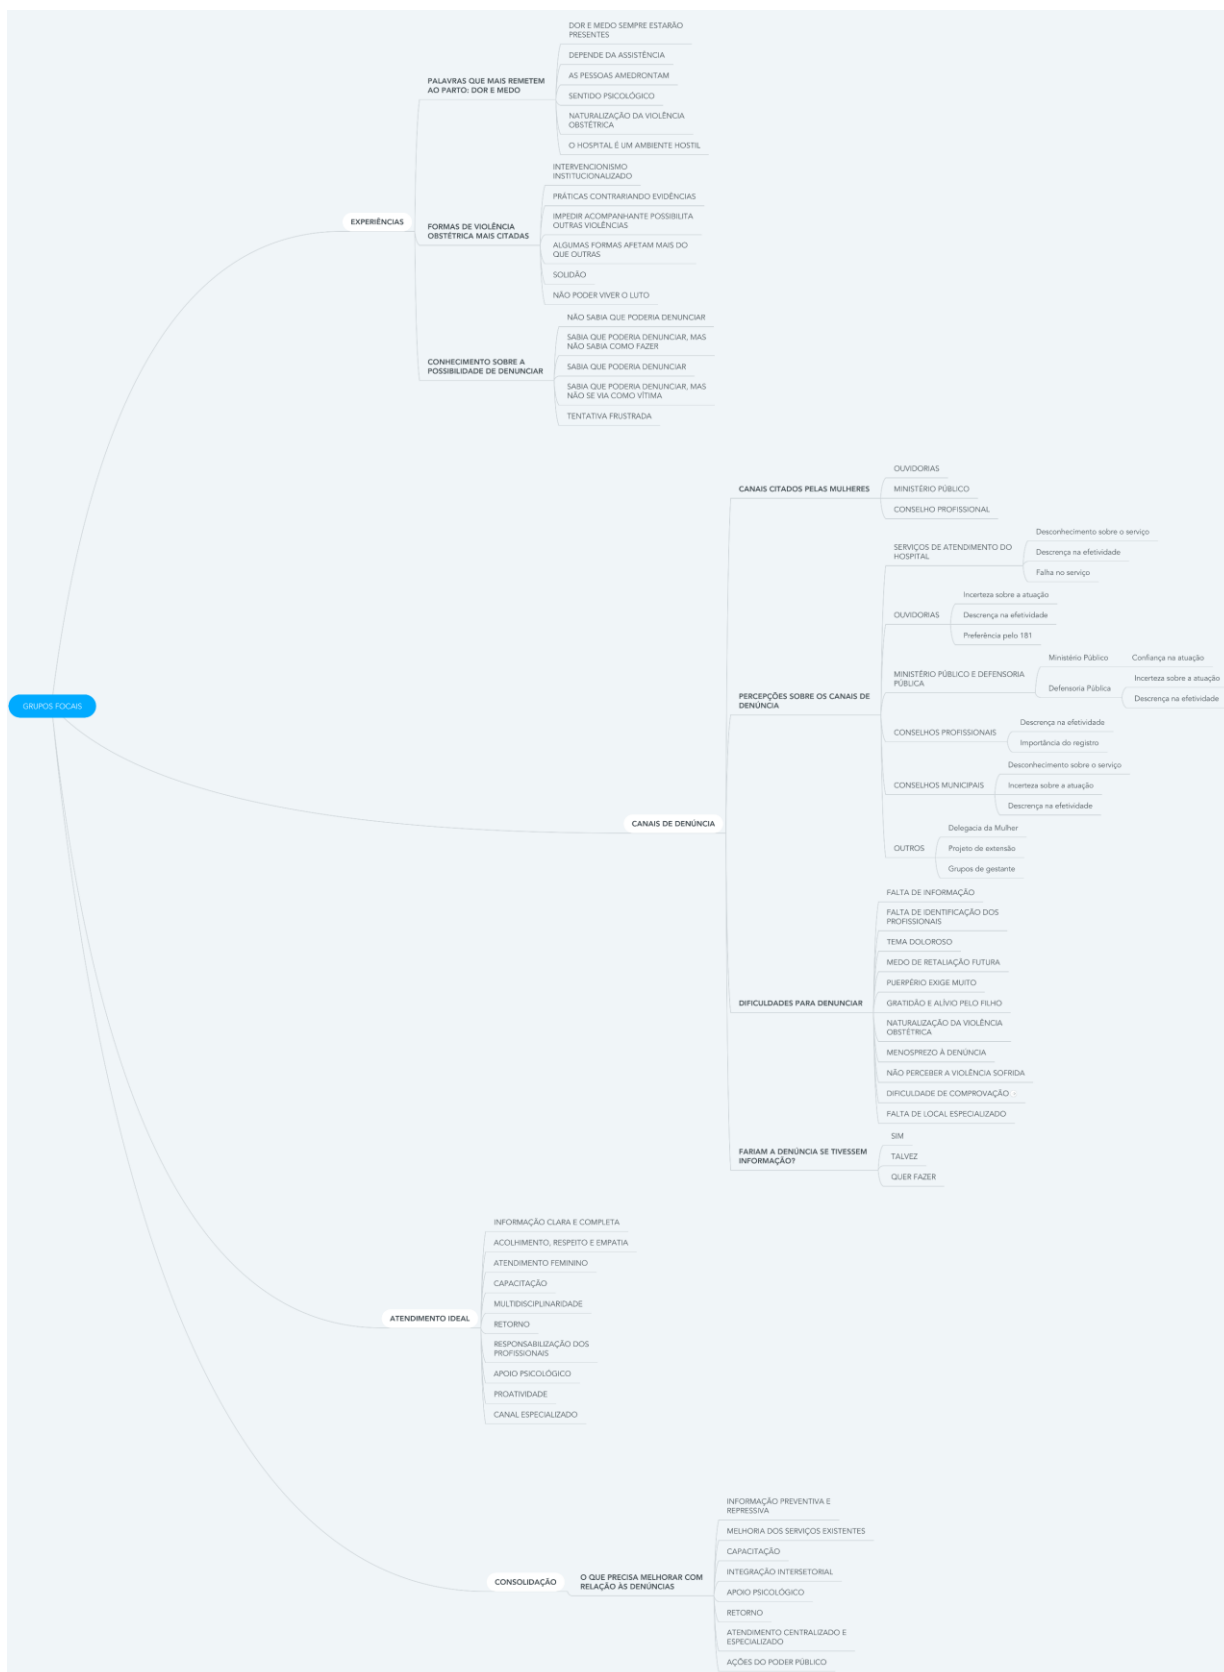 DOR E MEDO SEMPRE ESTARÃO
PRESENTES
DEPENDE DA ASSISTÊNCIA
AS PESSOAS AMEDRONTAM
PALAVRAS QUE MAIS REMETEM
AO PARTO: DOR E MEDO
SENTIDO PSICOLÓGICO
NATURALIZAÇÃO DA VIOLÊNCIA
OBSTÉTRICA
O HOSPITAL É UM AMBIENTE HOSTIL
INTERVENCIONISMO
INSTITUCIONALIZADO
PRÁTICAS CONTRARIANDO EVIDÊNCIAS
EXPERIÊNCIAS
FORMAS DE VIOLÊNCIA
OBSTÉTRICA MAIS CITADAS
IMPEDIR ACOMPANHANTE POSSIBILITA
OUTRAS VIOLÊNCIAS
ALGUMAS FORMAS AFETAM MAIS DO
QUE OUTRAS
SOLIDÃO
NÃO PODER VIVER O LUTO
NÃO SABIA QUE PODERIA DENUNCIAR
SABIA QUE PODERIA DENUNCIAR, MAS
NÃO SABIA COMO FAZER
CONHECIMENTO SOBRE A
POSSIBILIDADE DE DENUNCIAR
SABIA QUE PODERIA DENUNCIAR
SABIA QUE PODERIA DENUNCIAR, MAS
NÃO SE VIA COMO VÍTIMA
TENTATIVA FRUSTRADA
OUVIDORIAS
CANAIS CITADOS PELAS MULHERES
MINISTÉRIO PÚBLICO
CONSELHO PROFISSIONAL
SERVIÇOS DE ATENDIMENTO DO
HOSPITAL
Desconhecimento sobre o serviço
Descrença na efetividade
Falha no serviço
OUVIDORIAS
Incerteza sobre a atuação
Descrença na efetividade
Preferência pelo 181
GRUPOS FOCAIS
PERCEPÇÕES SOBRE OS CANAIS DE
DENÚNCIA
MINISTÉRIO PÚBLICO E DEFENSORIA
PÚBLICA
Ministério Público
Confiança na atuação
Defensoria Pública
Incerteza sobre a atuação
Descrença na efetividade
CONSELHOS PROFISSIONAIS
Descrença na efetividade
Importância do registro
CONSELHOS MUNICIPAIS
Desconhecimento sobre o serviço
Incerteza sobre a atuação
Descrença na efetividade
CANAIS DE DENÚNCIA
OUTROS
Delegacia da Mulher
Projeto de extensão
Grupos de gestante
FALTA DE INFORMAÇÃO
FALTA DE IDENTIFICAÇÃO DOS
PROFISSIONAIS
TEMA DOLOROSO
MEDO DE RETALIAÇÃO FUTURA
PUERPÉRIO EXIGE MUITO
DIFICULDADES PARA DENUNCIAR
GRATIDÃO E ALÍVIO PELO FILHO
NATURALIZAÇÃO DA VIOLÊNCIA
OBSTÉTRICA
MENOSPREZO À DENÚNCIA
NÃO PERCEBER A VIOLÊNCIA SOFRIDA
DIFICULDADE DE COMPROVAÇÃO -
FALTA DE LOCAL ESPECIALIZADO
FARIAM A DENÚNCIA SE TIVESSEM
INFORMAÇÃO?
SIM
TALVEZ
QUER FAZER
INFORMAÇÃO CLARA E COMPLETA
ACOLHIMENTO, RESPEITO E EMPATIA
ATENDIMENTO FEMININO
CAPACITAÇÃO
MULTIDISCIPLINARIDADE
ATENDIMENTO IDEAL
RETORNO
RESPONSABILIZAÇÃO DOS
PROFISSIONAIS
APOIO PSICOLÓGICO
PROATIVIDADE
CANAL ESPECIALIZADO
INFORMAÇÃO PREVENTIVA E
REPRESSIVA
MELHORIA DOS SERVIÇOS EXISTENTES
CAPACITAÇÃO
INTEGRAÇÃO INTERSETORIAL
CONSOLIDAÇÃO
O QUE PRECISA MELHORAR COM
RELAÇÃO ÀS DENÚNCIAS
APOIO PSICOLÓGICO
RETORNO
ATENDIMENTO CENTRALIZADO E
ESPECIALIZADO
AÇÕES DO PODER PÚBLICO